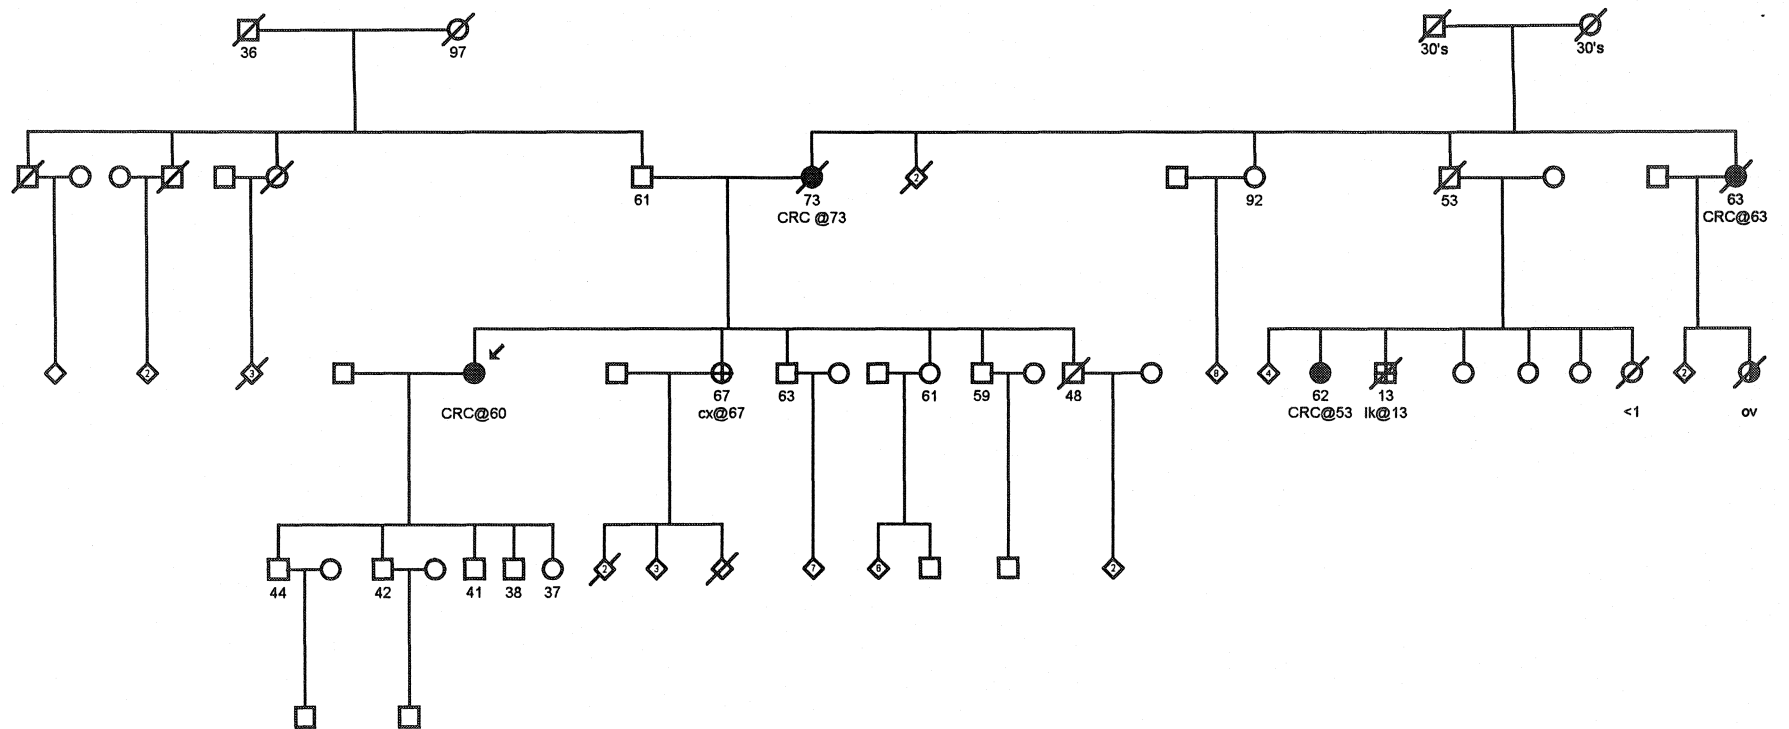 36 97 30's 30's
2
61 73 92 53 63
CRC @73 CRC@63
2 3 8 4 2
67 63 61 59 48 62 13
CRC@60 cx@67 CRC@53 lk@13 <1 ov
2 3 7 6 2
44 42 41 38 37